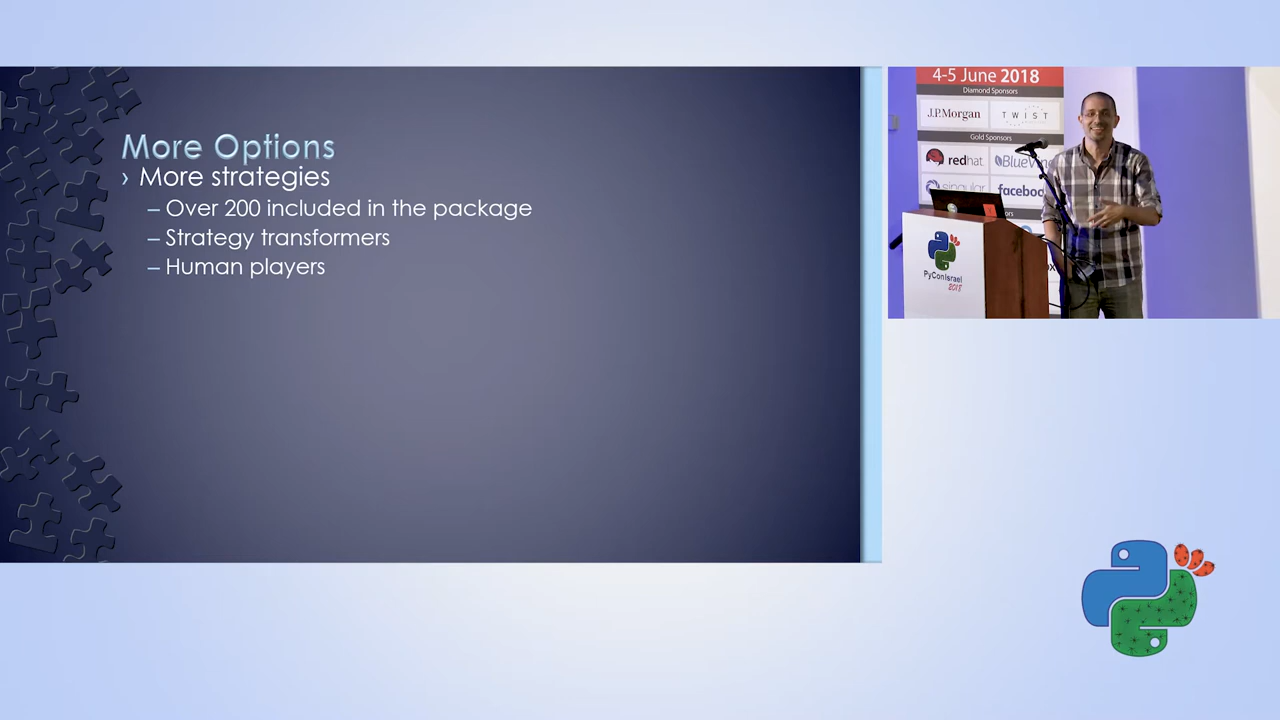 More Options
› More strategies
– Over 200 included in the package
– Strategy transformers
– Human players
4-5 June 2018
Diamond Sponsors
J.P.Morgan
TWIST
Gold Sponsors
redhat
singular
PyConIsrael
2018